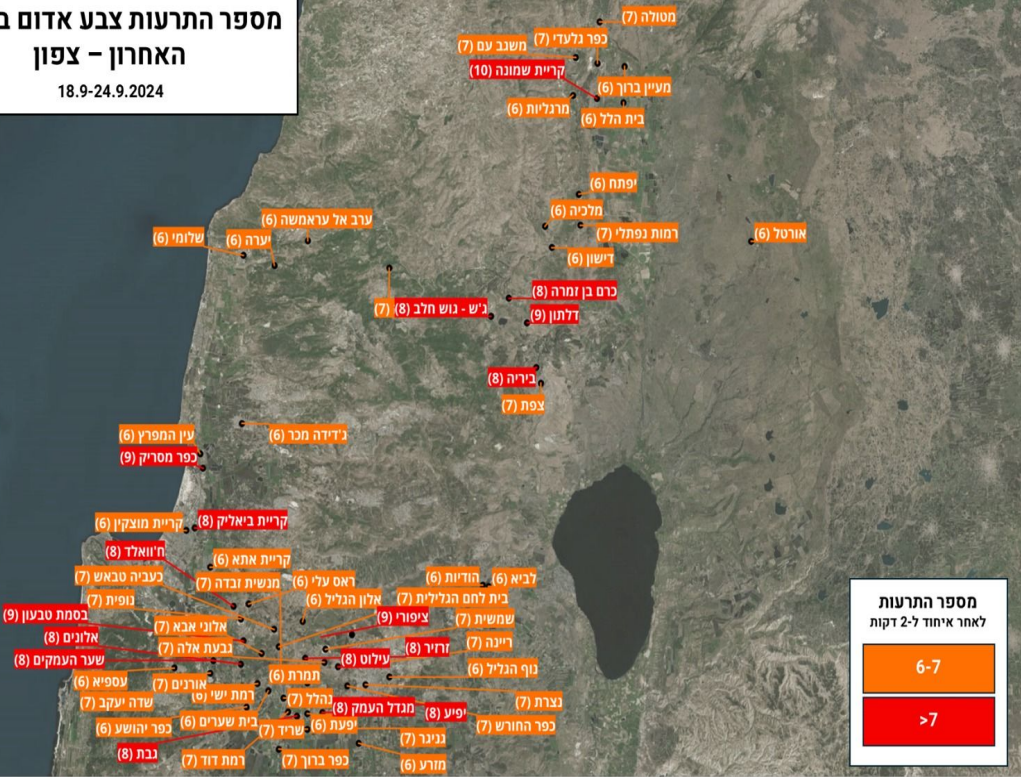 מספר התרעות צבע אדום ב
האחרון – צפון
18.9-24.9.2024
מטולה (7)
כפר גלעדי (7)
משגב עם (7)
קריית שמונה (10)
מעיין ברוך (6)
מרגליות (6)
בית הלל (6)
יפתח (6)
מלכיה (6)
רמות נפתלי (7)
דישון (6)
אורטל (6)
ערב אל עראמשה (6)
שלומי (6)
יערה (6)
כרם בן זמרה (8)
(7)
ג'ש - גוש חלב (8)
דלתון (9)
ביריה (8)
צפת (7)
ג'דידה מכר (6)
עין המפרץ (6)
כפר מסריק (9)
קריית מוצקין (6)
קריית ביאליק (8)
ח'וואלד (8)
קריית אתא (6)
כעביה טבאש (7)
מנשית זבדה (7)
ראס עלי (6)
הודיות (6)
לביא (6)
נופית (7)
אלון הגליל (6)
בית לחם הגלילית (7)
בסמת טבעון (9)
אלוני אבא (7)
ציפורי (9)
שמשית (7)
אלונים (8)
גבעת אלה (7)
זרזיר (8)
ריינה (7)
שער העמקים (8)
עילוט (8)
נוף הגליל (6)
עספיא (6)
אורנים (7)
תמרת (6)
שדה יעקב (7)
רמת ישי (6)
נהלל (7)
מגדל העמק (8)
יפיע (8)
נצרת (7)
כפר יהושע (6)
בית שערים (6)
שריד (7)
יפעת (6)
גניגר (7)
כפר החורש (7)
גבת (8)
רמת דוד (7)
כפר ברוך (7)
מזרע (6)
מספר התרעות
לאחר איחוד ל-2 דקות
6-7
>7